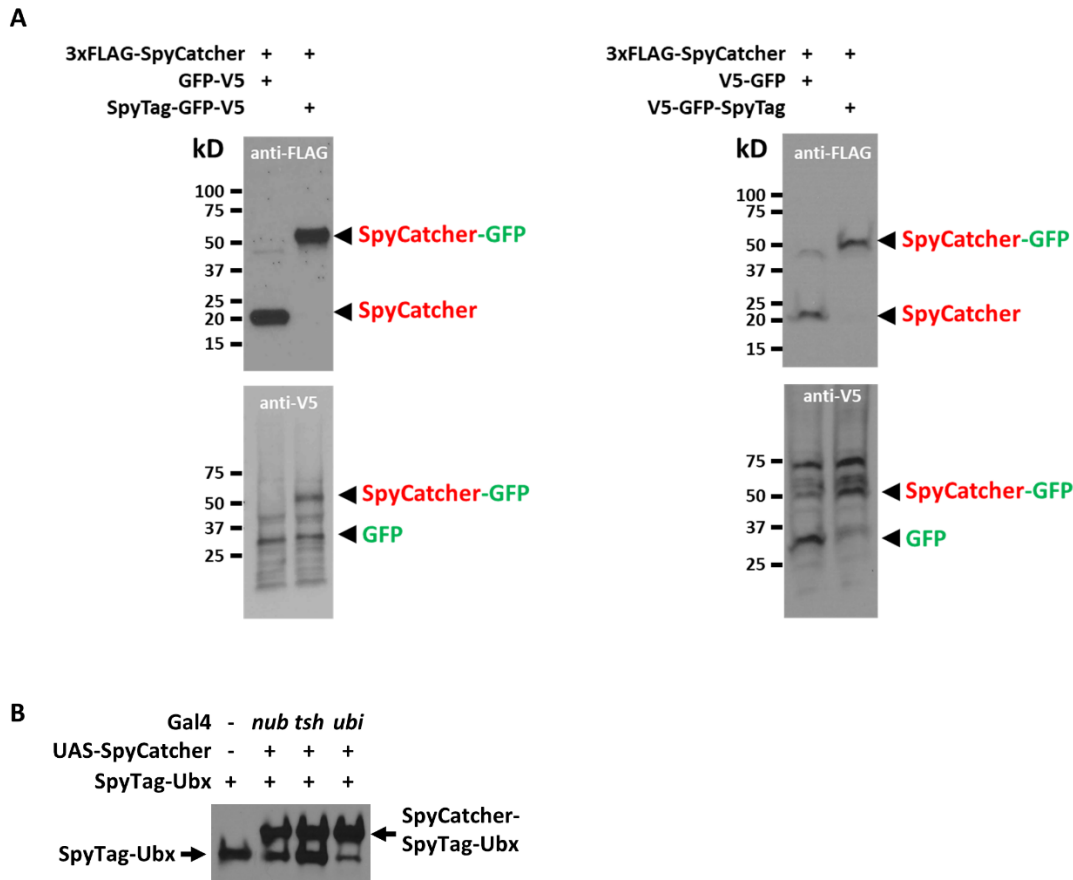 A
3xFLAG-SpyCatcher + +
GFP-V5 +
SpyTag-GFP-V5 +
kD
anti-FLAG
100
75
50
37
25
20
15
SpyCatcher-GFP
SpyCatcher
anti-V5
75
50
37
25
SpyCatcher-GFP
GFP
3xFLAG-SpyCatcher + +
V5-GFP +
V5-GFP-SpyTag +
kD
anti-FLAG
100
75
50
37
25
20
15
SpyCatcher-GFP
SpyCatcher
anti-V5
75
50
37
25
SpyCatcher-GFP
GFP
B
Gal4 - nub tsh ubi
UAS-SpyCatcher - + + +
SpyTag-Ubx + + + +
SpyTag-Ubx
SpyCatcher-
SpyTag-Ubx